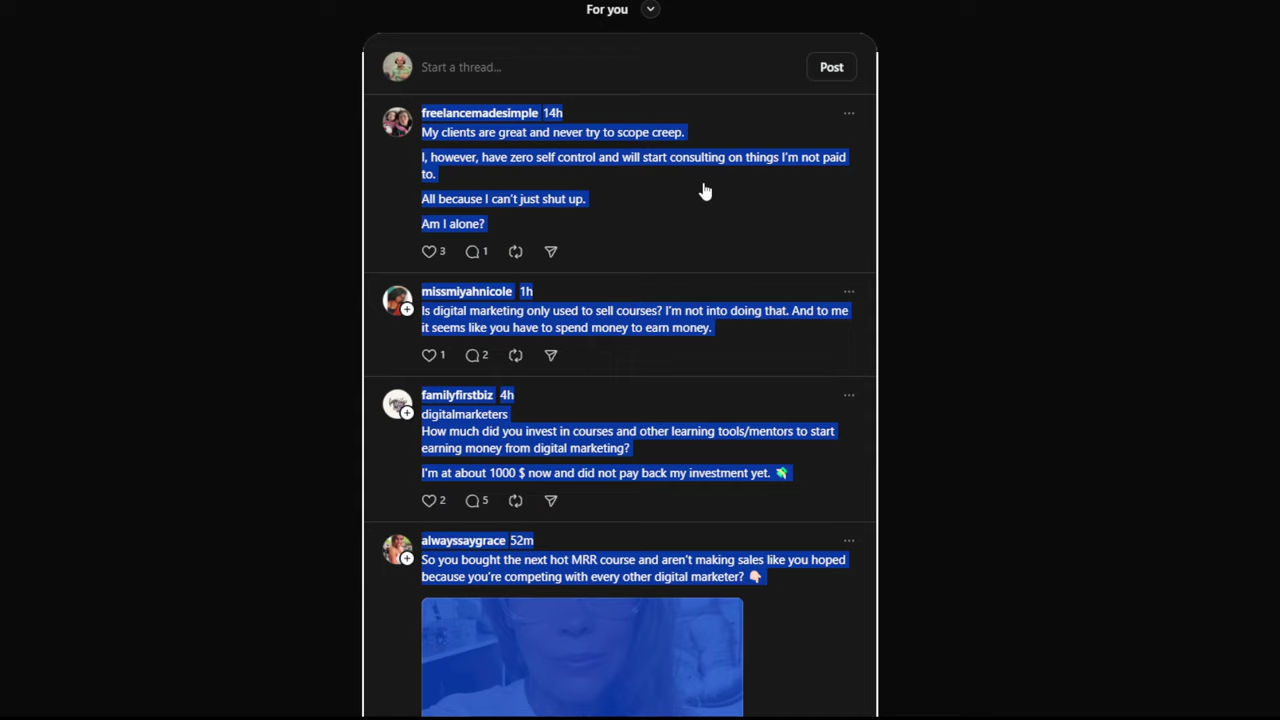 For you
Start a thread...
Post
freelancemadesimple 14h
My clients are great and never try to scope creep.
I, however, have zero self control and will start consulting on things I'm not paid
to.
All because I can't just shut up.
Am I alone?
3 1
missmiyahnicole 1h
Is digital marketing only used to sell courses? I'm not into doing that. And to me
it seems like you have to spend money to earn money.
1 2
familyfirstbiz 4h
digitalmarketers
How much did you invest in courses and other learning tools/mentors to start
earning money from digital marketing?
I'm at about 1000 $ now and did not pay back my investment yet. 💸
2 5
alwayssaygrace 52m
So you bought the next hot MRR course and aren't making sales like you hoped
because you're competing with every other digital marketer? 👇🏻